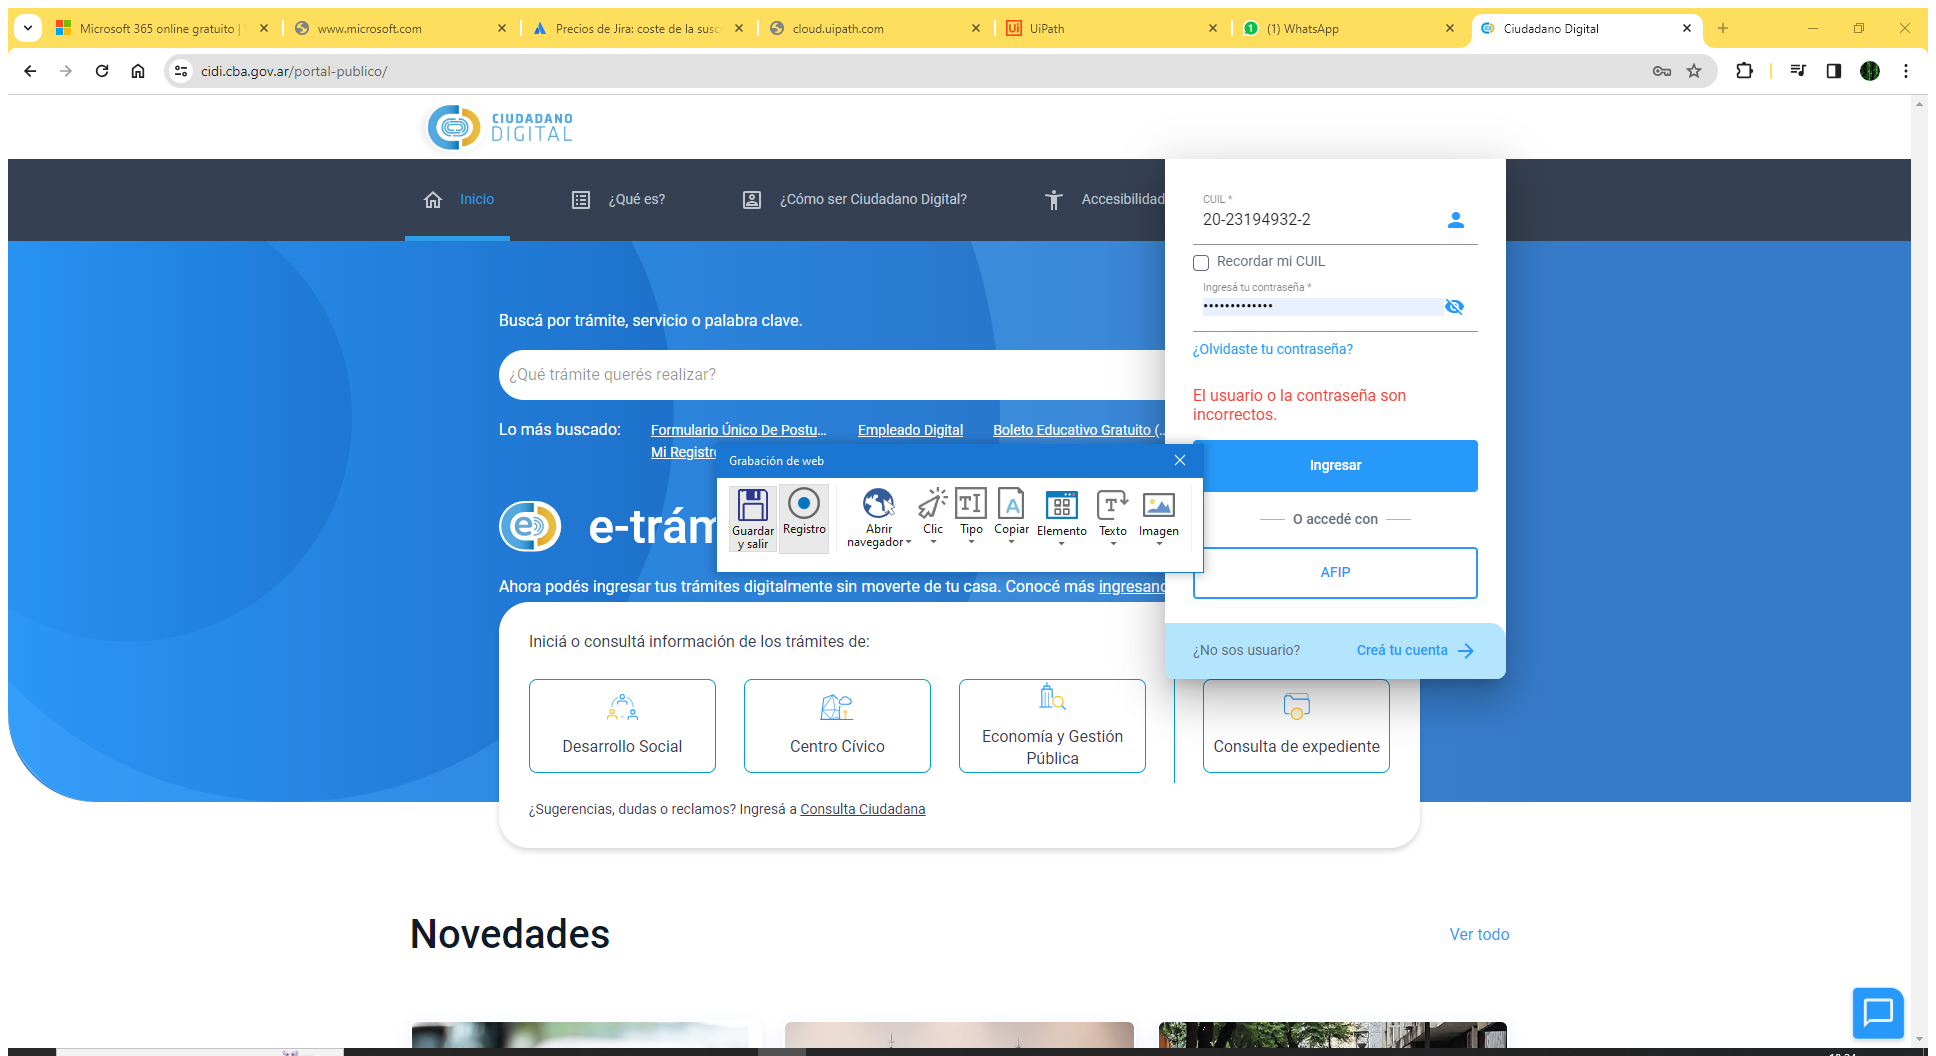 Microsoft 365 online gratuito |
www.microsoft.com
Precios de Jira: coste de la susc
cloud.uipath.com
Ui UiPath
1 (1) WhatsApp
Ciudadano Digital
cidi.cba.gov.ar/portal-publico/
CIUDADANO
DIGITAL
Inicio
¿Qué es?
¿Cómo ser Ciudadano Digital?
Accesibilidad
CUIL *
20-23194932-2
Recordar mi CUIL
Ingresá tu contraseña *
•••••••••••••
¿Olvidaste tu contraseña?
El usuario o la contraseña son
incorrectos.
Ingresar
O accedé con
AFIP
¿No sos usuario?
Creá tu cuenta
Buscá por trámite, servicio o palabra clave.
¿Qué trámite querés realizar?
Lo más buscado:
Formulario Único De Postu...
Empleado Digital
Boleto Educativo Gratuito (...
Mi Registro
Grabación de web
Guardar
y salir
Registro
Abrir
navegador
Clic
Tipo
Copiar
Elemento
Texto
Imagen
e-trám
Ahora podés ingresar tus trámites digitalmente sin moverte de tu casa. Conocé más ingresand
Iniciá o consultá información de los trámites de:
Desarrollo Social
Centro Cívico
Economía y Gestión
Pública
Consulta de expediente
¿Sugerencias, dudas o reclamos? Ingresá a Consulta Ciudadana
Novedades
Ver todo